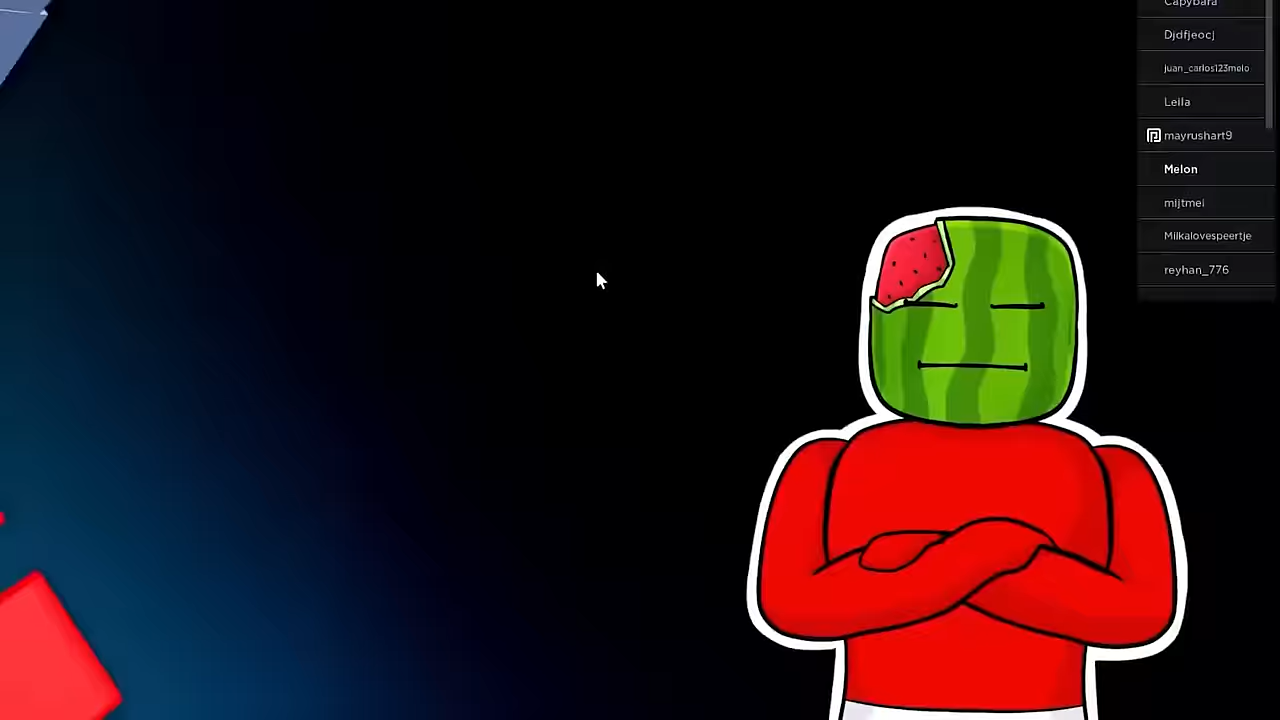 Capybara
Djdfjeocj
juan_carlos123melo
Leila
mayrushart9
Melon
mijtmei
Milkalovespeertje
reyhan_776